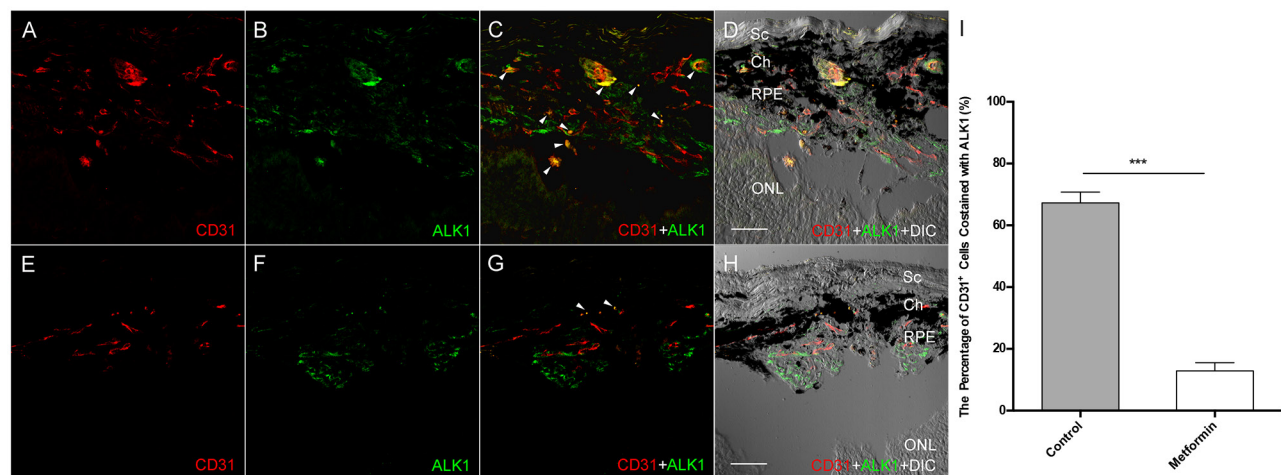 A
CD31
B
ALK1
C
CD31+ALK1
D
Sc
Ch
RPE
ONL
CD31+ALK1+DIC
E
CD31
F
ALK1
G
CD31+ALK1
H
Sc
Ch
RPE
ONL
CD31+ALK1+DIC
I
The Percentage of CD31⁺ Cells Costained with ALK1 (%)
100
80
60
40
20
0
***
Control
Metformin